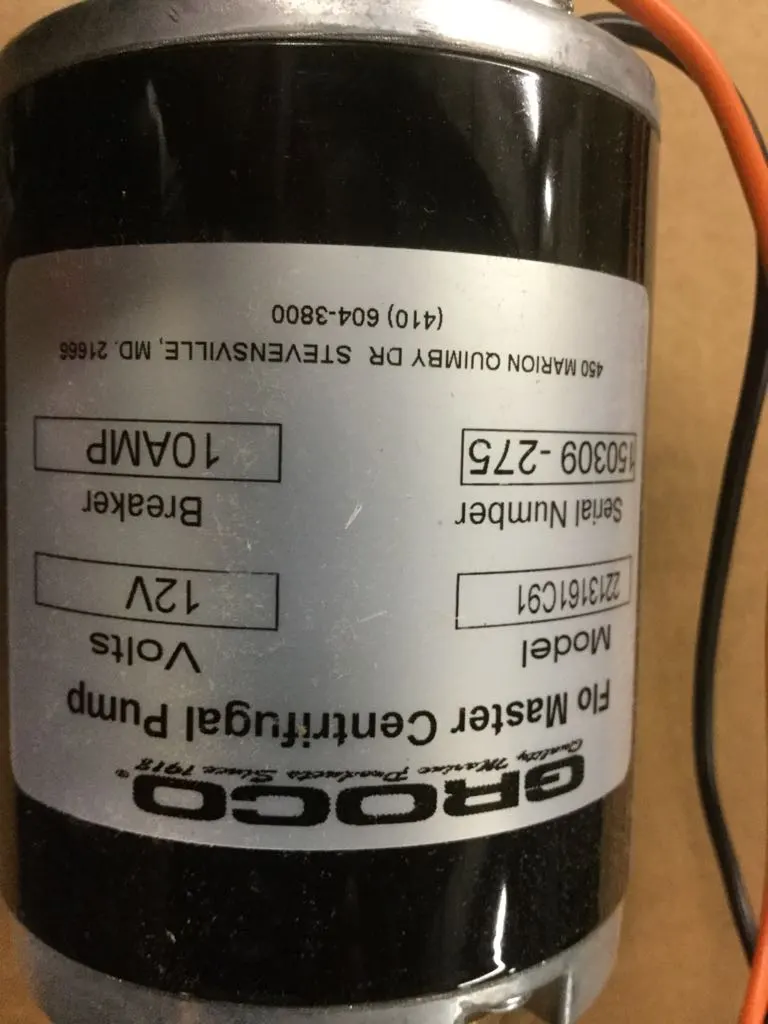 GROCO®
Quality Marine Products Since 1918
Flo Master Centrifugal Pump
Model Volts
2213161C91 12V
Serial Number Breaker
150309-275 10AMP
450 MARION QUIMBY DR STEVENSVILLE, MD. 21666
(410) 604-3800